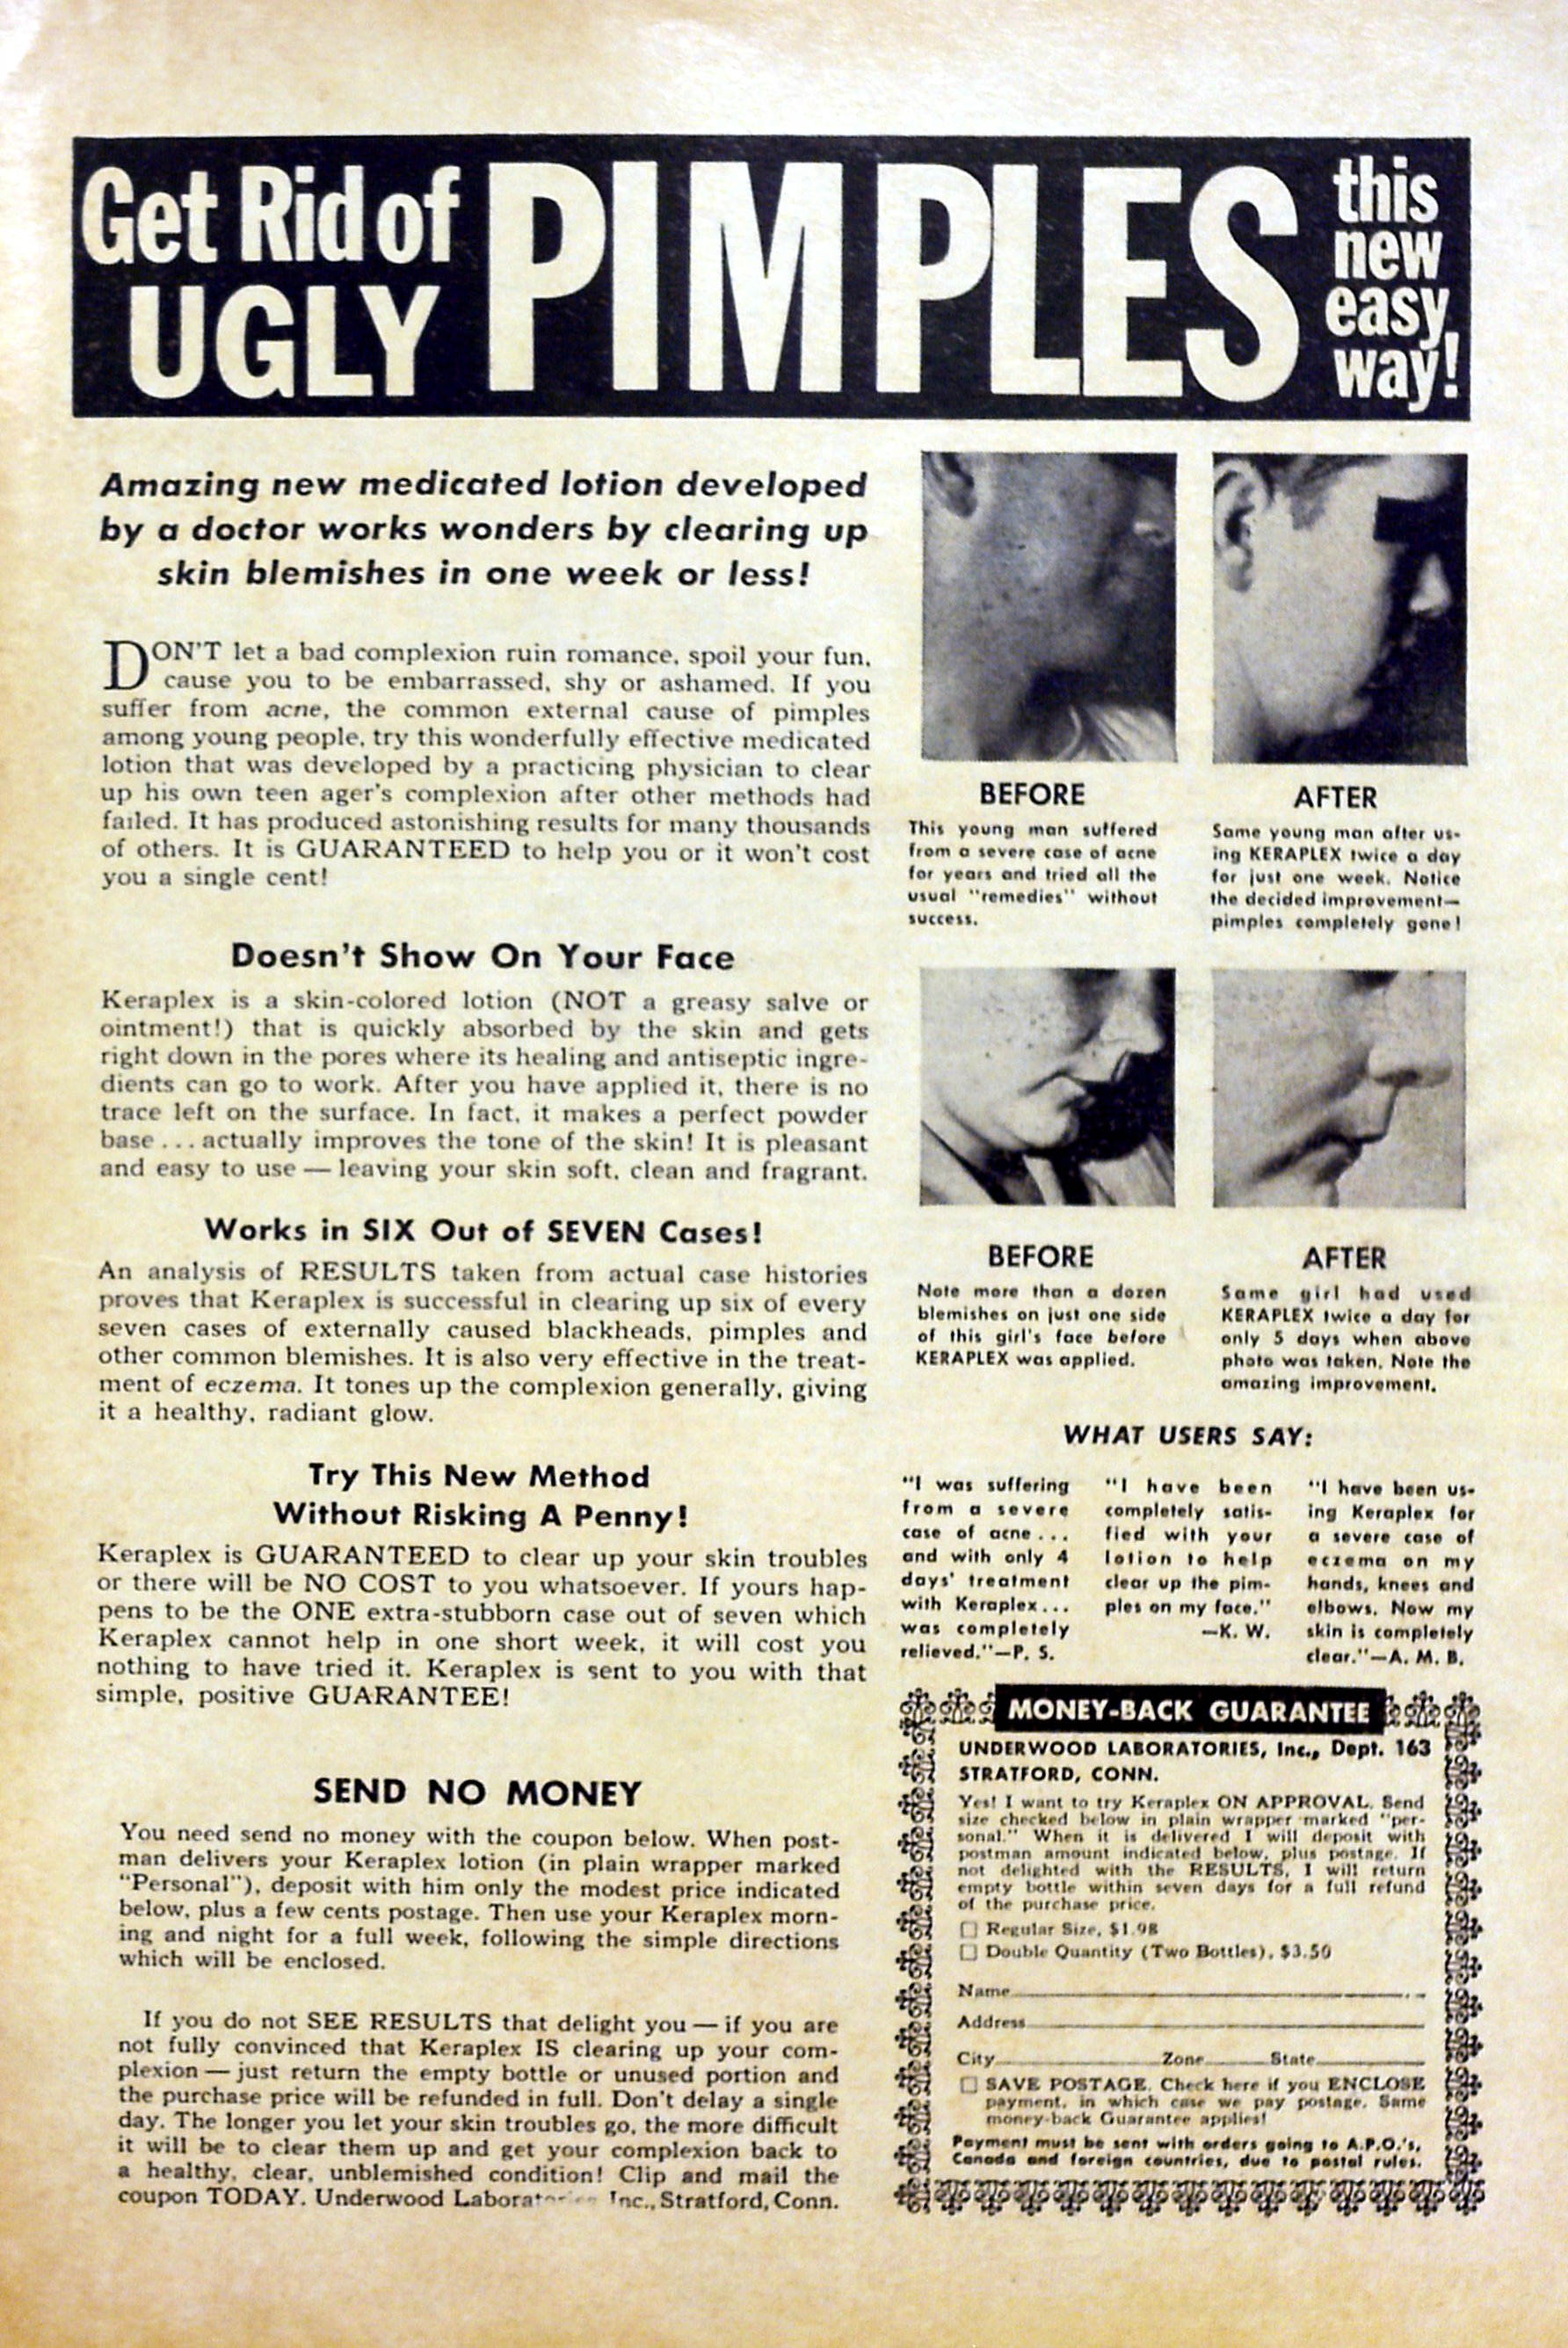 Get Rid of
UGLY
PIMPLES
this
new
easy
way!
Amazing new medicated lotion developed
by a doctor works wonders by clearing up
skin blemishes in one week or less!
DON'T let a bad complexion ruin romance, spoil your fun,
cause you to be embarrassed, shy or ashamed. If you
suffer from acne, the common external cause of pimples
among young people, try this wonderfully effective medicated
lotion that was developed by a practicing physician to clear
up his own teen ager's complexion after other methods had
failed. It has produced astonishing results for many thousands
of others. It is GUARANTEED to help you or it won't cost
you a single cent!
Doesn't Show On Your Face
Keraplex is a skin-colored lotion (NOT a greasy salve or
ointment!) that is quickly absorbed by the skin and gets
right down in the pores where its healing and antiseptic ingre-
dients can go to work. After you have applied it, there is no
trace left on the surface. In fact, it makes a perfect powder
base... actually improves the tone of the skin! It is pleasant
and easy to use — leaving your skin soft, clean and fragrant.
Works in SIX Out of SEVEN Cases!
An analysis of RESULTS taken from actual case histories
proves that Keraplex is successful in clearing up six of every
seven cases of externally caused blackheads, pimples and
other common blemishes. It is also very effective in the treat-
ment of eczema. It tones up the complexion generally, giving
it a healthy, radiant glow.
Try This New Method
Without Risking A Penny!
Keraplex is GUARANTEED to clear up your skin troubles
or there will be NO COST to you whatsoever. If yours hap-
pens to be the ONE extra-stubborn case out of seven which
Keraplex cannot help in one short week, it will cost you
nothing to have tried it. Keraplex is sent to you with that
simple, positive GUARANTEE!
SEND NO MONEY
You need send no money with the coupon below. When post-
man delivers your Keraplex lotion (in plain wrapper marked
"Personal"), deposit with him only the modest price indicated
below, plus a few cents postage. Then use your Keraplex morn-
ing and night for a full week, following the simple directions
which will be enclosed.
If you do not SEE RESULTS that delight you — if you are
not fully convinced that Keraplex IS clearing up your com-
plexion — just return the empty bottle or unused portion and
the purchase price will be refunded in full. Don't delay a single
day. The longer you let your skin troubles go, the more difficult
it will be to clear them up and get your complexion back to
a healthy, clear, unblemished condition! Clip and mail the
coupon TODAY. Underwood Inc., Stratford, Conn.
BEFORE
This young man suffered
from a severe case of acne
for years and tried all the
usual "remedies" without
success.
AFTER
Same young man after us-
ing KERAPLEX twice a day
for just one week. Notice
the decided improvement—
pimples completely gone!
BEFORE
Note more than a dozen
blemishes on just one side
of this girl's face before
KERAPLEX was applied.
AFTER
Same girl had used
KERAPLEX twice a day for
only 5 days when above
photo was taken. Note the
amazing improvement.
WHAT USERS SAY:
"I was suffering
from a severe
case of acne...
and with only 4
days' treatment
with Keraplex...
was completely
relieved."—P. S.
"I have been
completely satis-
fied with your
lotion to help
clear up the pim-
ples on my face."
—K. W.
"I have been us-
ing Keraplex for
a severe case of
eczema on my
hands, knees and
elbows. Now my
skin is completely
clear."—A. M. B.
MONEY-BACK GUARANTEE
UNDERWOOD LABORATORIES, Inc., Dept. 163
STRATFORD, CONN.
Yes! I want to try Keraplex ON APPROVAL. Send
size checked below in plain wrapper marked "per-
sonal." When it is delivered I will deposit with
postman amount indicated below, plus postage. If
not delighted with the RESULTS, I will return
empty bottle within seven days for a full refund
of the purchase price.
Regular Size, $1.98
Double Quantity (Two Bottles), $3.50
Name
Address
City Zone State
SAVE POSTAGE. Check here if you ENCLOSE
payment, in which case we pay postage. Same
money-back Guarantee applies!
Payment must be sent with orders going to A.P.O.'s,
Canada and foreign countries, due to postal rules.